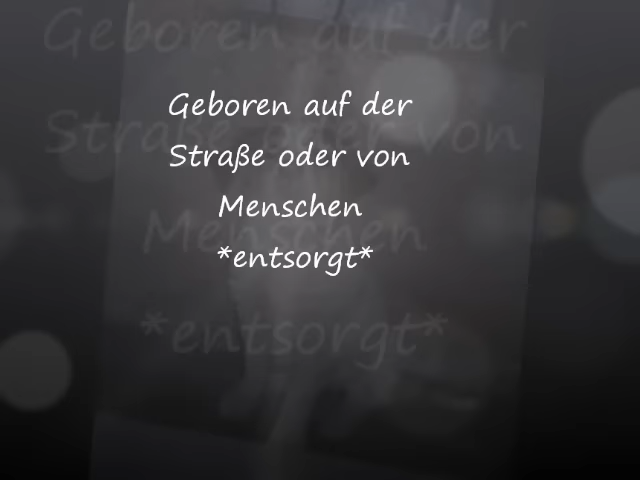 Geboren auf der
Straße oder von
Menschen
*entsorgt*